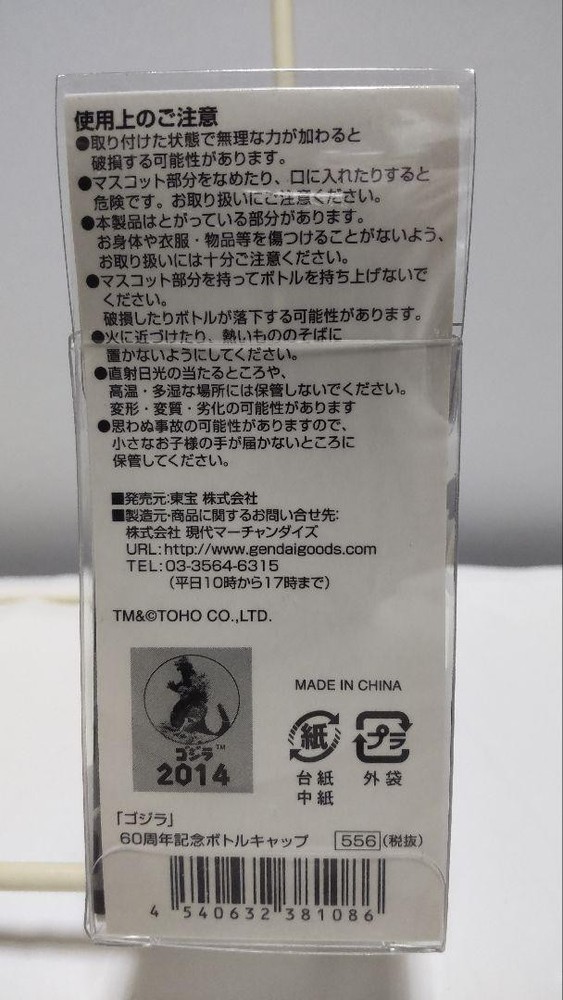 使用上のご注意
●取り付けた状態で無理な力が加わると
破損する可能性があります。
●マスコット部分をなめたり、口に入れたりすると
危険です。お取り扱いにご注意ください。
●本製品はとがっている部分があります。
お身体や衣服・物品等を傷つけることがないよう、
お取り扱いには十分ご注意ください。
●マスコット部分を持ってボトルを持ち上げないで
ください。
破損したりボトルが落下する可能性があります。
●火に近づけたり、熱いもののそばに
置かないようにしてください。
●直射日光の当たるところや、
高温・多湿な場所には保管しないでください。
変形・変質・劣化の可能性があります
●思わぬ事故の可能性がありますので、
小さなお子様の手が届かないところに
保管してください。
■発売元:東宝 株式会社
■製造元・商品に関するお問い合せ先:
株式会社 現代マーチャンダイズ
URL:http://www.gendaigoods.com
TEL:03-3564-6315
(平日10時から17時まで)
TM&©TOHO CO.,LTD.
ゴジラ™
2014
MADE IN CHINA
紙
台紙
中紙
プラ
外袋
「ゴジラ」
60周年記念ボトルキャップ 556(税抜)
4 540632 381086